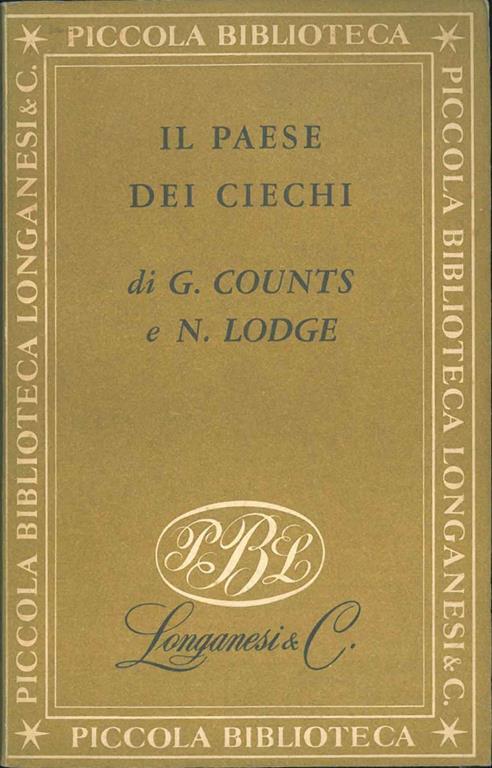 PICCOLA BIBLIOTECA
PICCOLA BIBLIOTECA LONGANESI & C.
IL PAESE
DEI CIECHI
di G. COUNTS
e N. LODGE
PBL
Longanesi & C.
PICCOLA BIBLIOTECA LONGANESI & C.
PICCOLA BIBLIOTECA